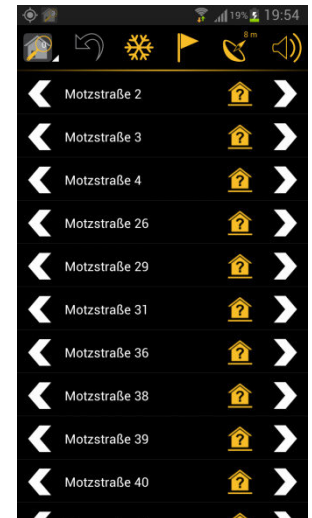 19% 19:54
8 m
Motzstraße 2
?
Motzstraße 3
?
Motzstraße 4
?
Motzstraße 26
?
Motzstraße 29
?
Motzstraße 31
?
Motzstraße 36
?
Motzstraße 38
?
Motzstraße 39
?
Motzstraße 40
?